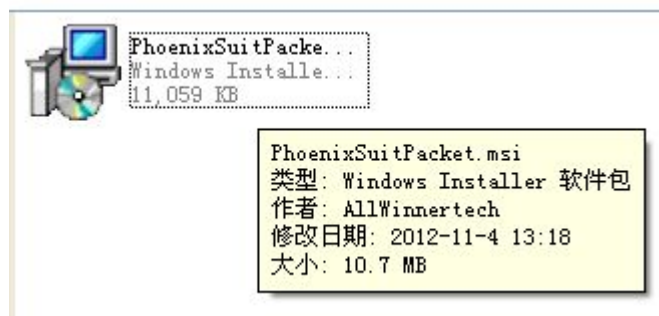 PhoenixSuitPacke...
Windows Installe...
11,059 KB
PhoenixSuitPacket.msi
类型: Windows Installer 软件包
作者: AllWinnertech
修改日期: 2012-11-4 13:18
大小: 10.7 MB